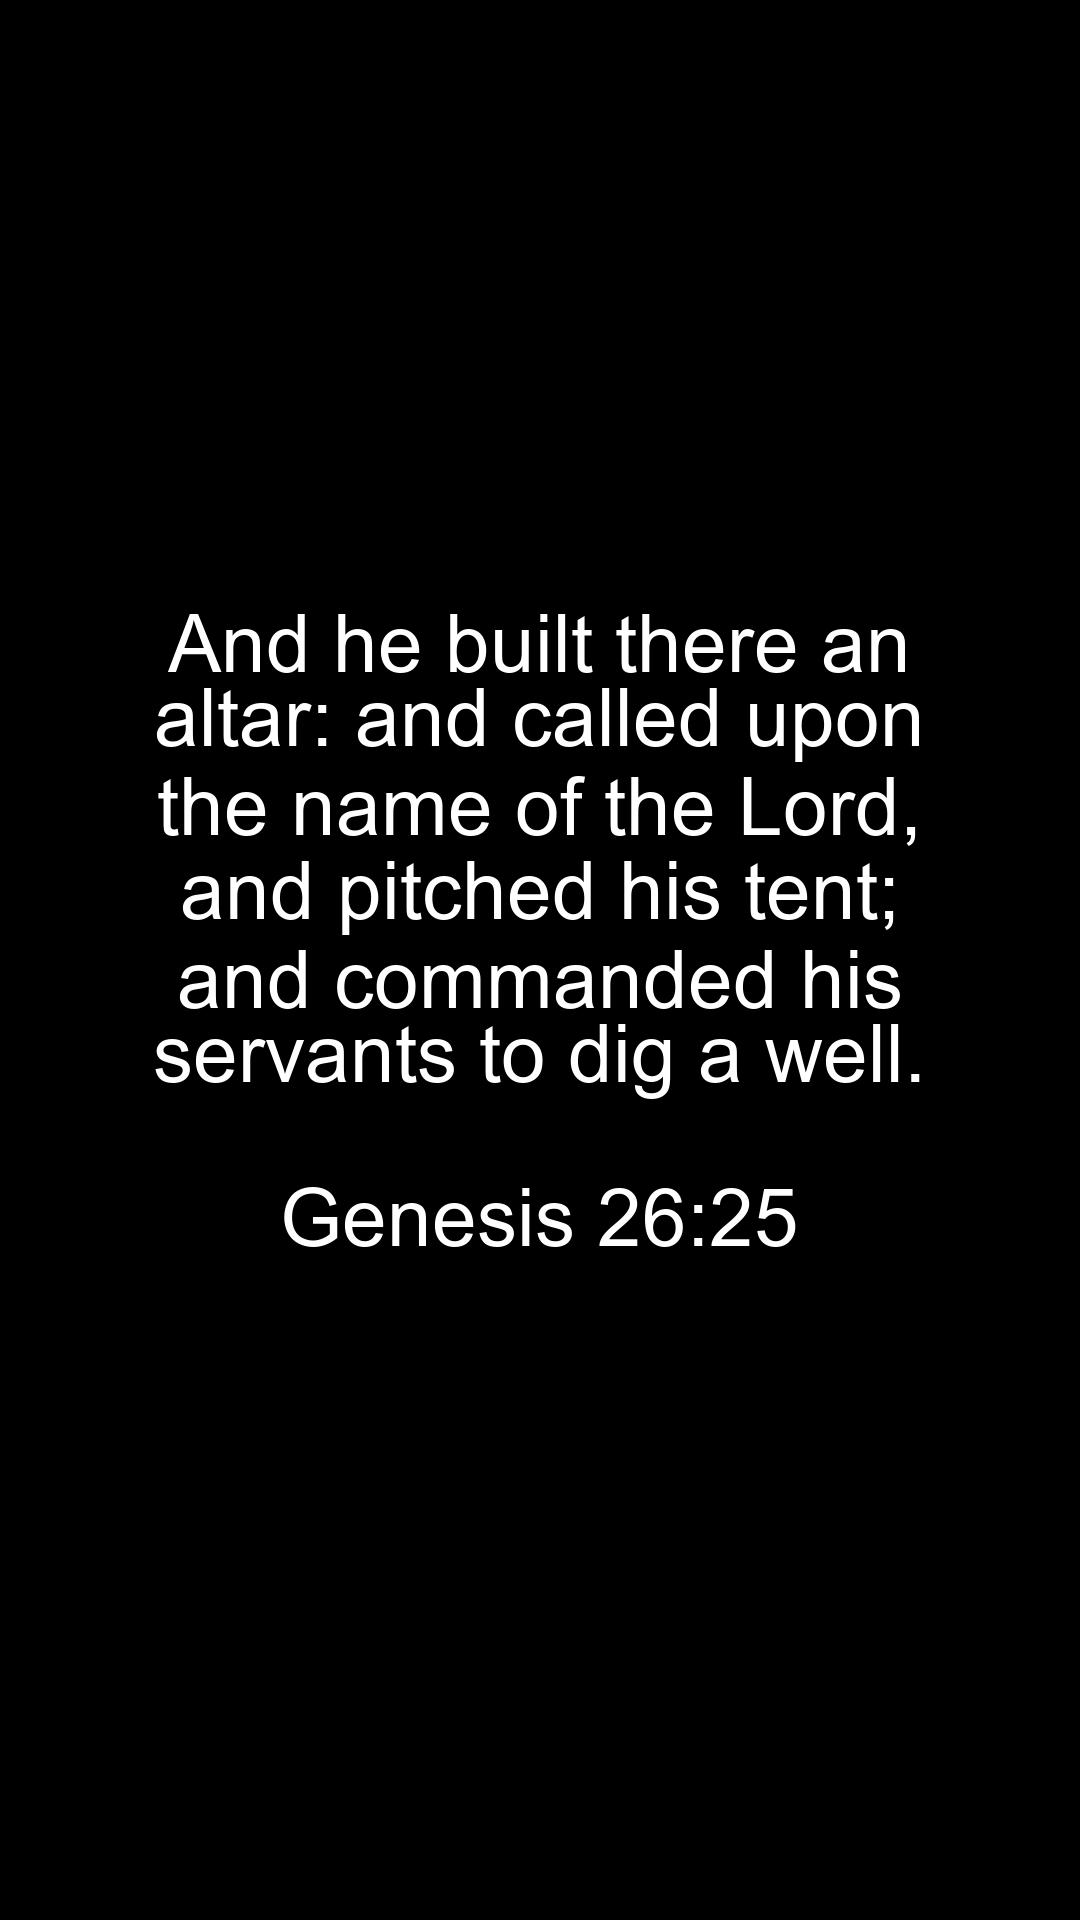 And he built there an
altar: and called upon
the name of the Lord,
and pitched his tent;
and commanded his
servants to dig a well.
Genesis 26:25